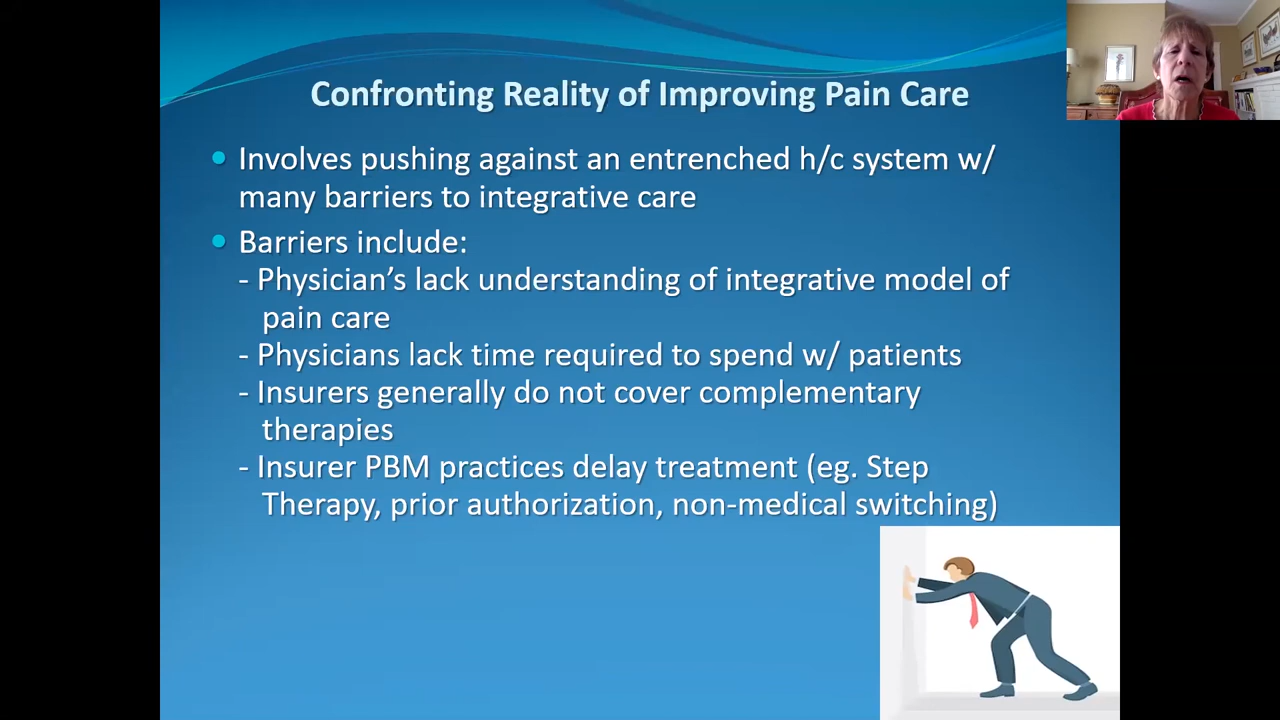 Confronting Reality of Improving Pain Care
• Involves pushing against an entrenched h/c system w/
many barriers to integrative care
• Barriers include:
- Physician’s lack understanding of integrative model of
pain care
- Physicians lack time required to spend w/ patients
- Insurers generally do not cover complementary
therapies
- Insurer PBM practices delay treatment (eg. Step
Therapy, prior authorization, non-medical switching)